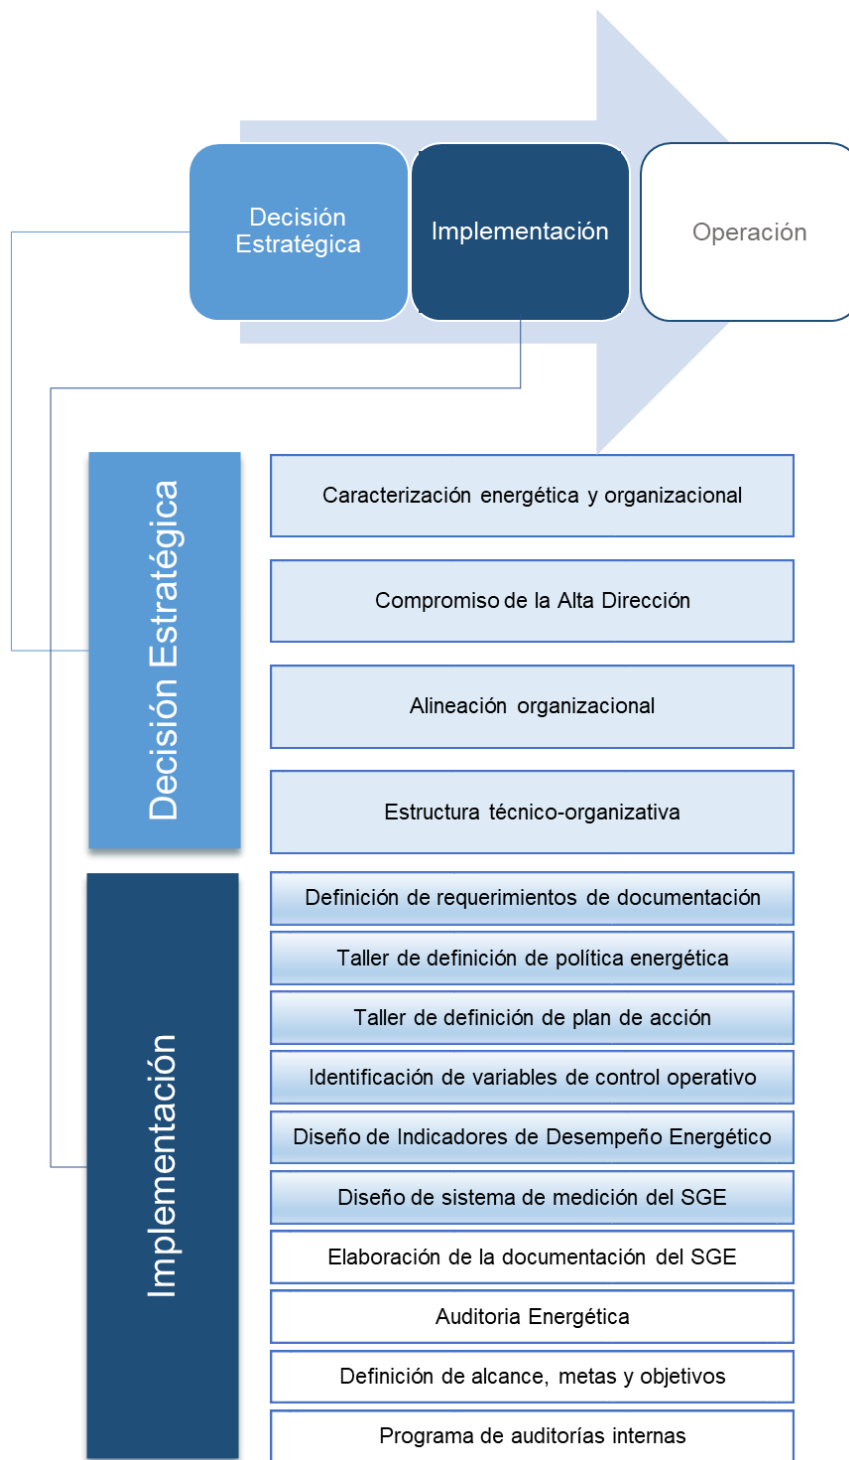 Decisión
Estratégica
Implementación
Operación
Decisión Estratégica
Caracterización energética y organizacional
Compromiso de la Alta Dirección
Alineación organizacional
Estructura técnico-organizativa
Implementación
Definición de requerimientos de documentación
Taller de definición de política energética
Taller de definición de plan de acción
Identificación de variables de control operativo
Diseño de Indicadores de Desempeño Energético
Diseño de sistema de medición del SGE
Elaboración de la documentación del SGE
Auditoria Energética
Definición de alcance, metas y objetivos
Programa de auditorías internas